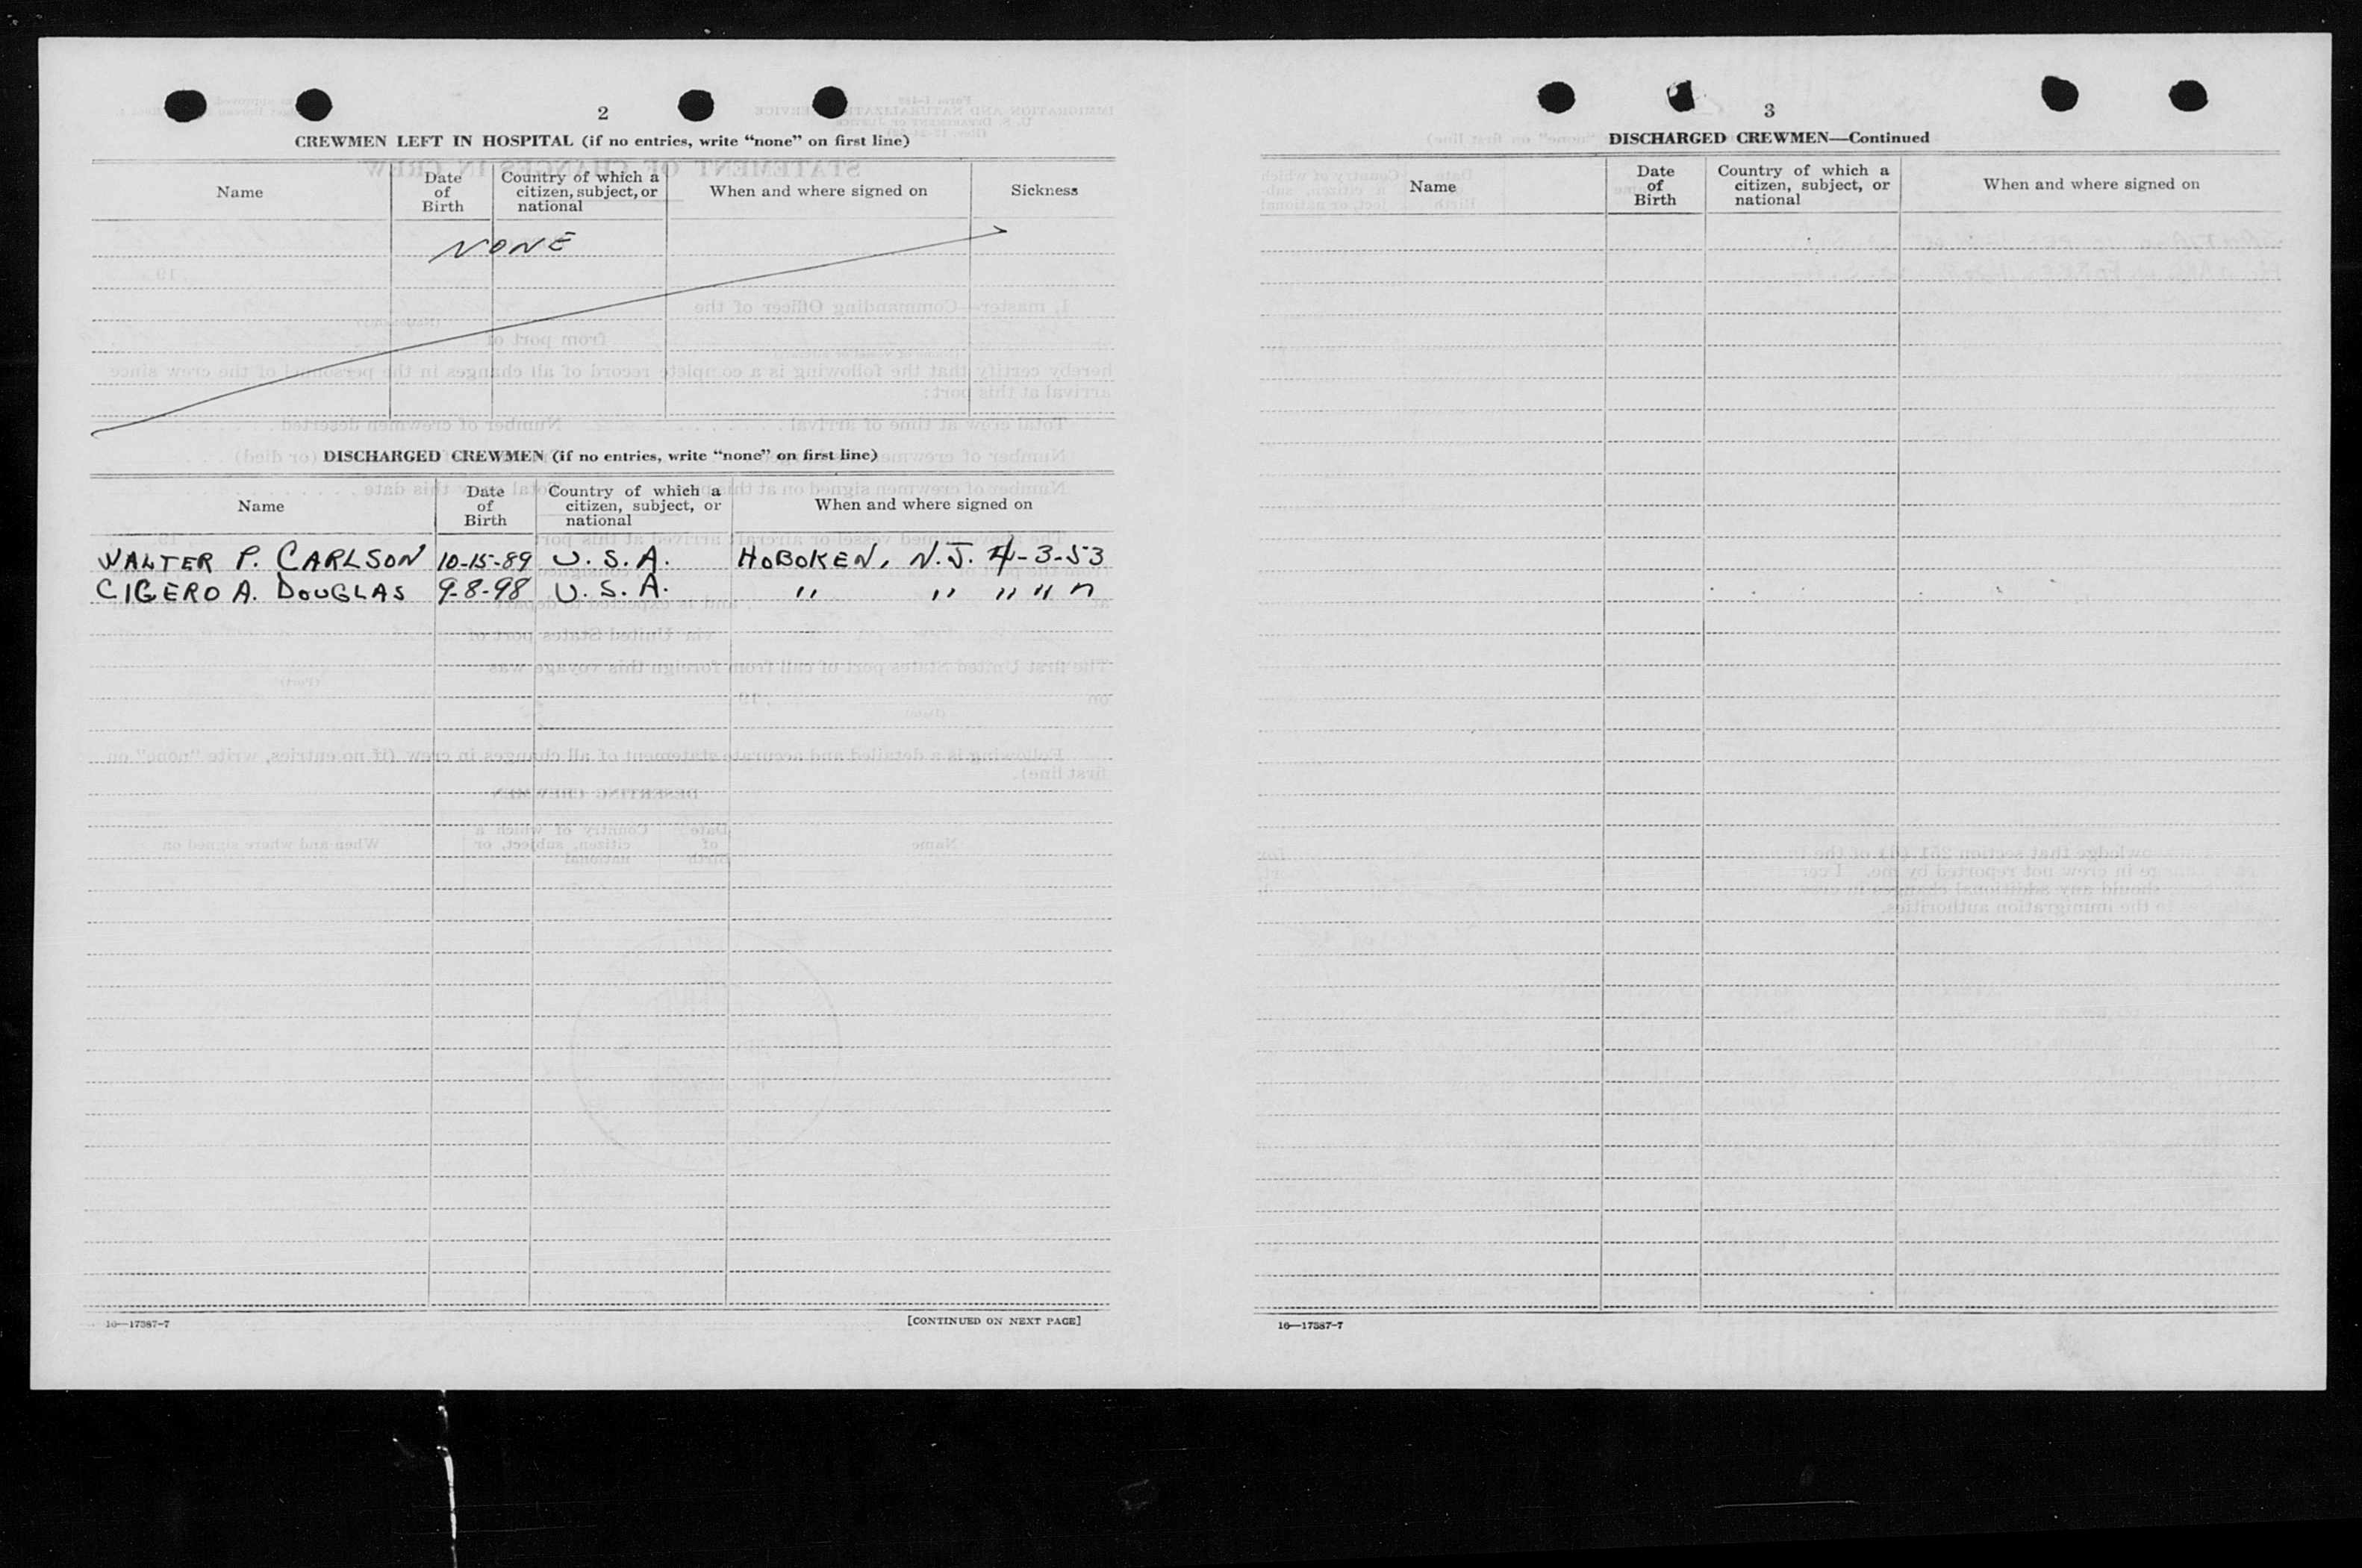 2
CREWMEN LEFT IN HOSPITAL (if no entries, write "none" on first line)
Name Date of Birth Country of which a citizen, subject, or national When and where signed on Sickness
NONE
DISCHARGED CREWMEN (if no entries, write "none" on first line)
Name Date of Birth Country of which a citizen, subject, or national When and where signed on
WALTER P. CARLSON 10-15-89 U. S. A. HOBOKEN, N. J. 4-3-53
CIGERO A. DOUGLAS 9-8-98 U. S. A. " " " " "
16—17387-7 [CONTINUED ON NEXT PAGE]
3
DISCHARGED CREWMEN—Continued
Name Date of Birth Country of which a citizen, subject, or national When and where signed on
16—17387-7